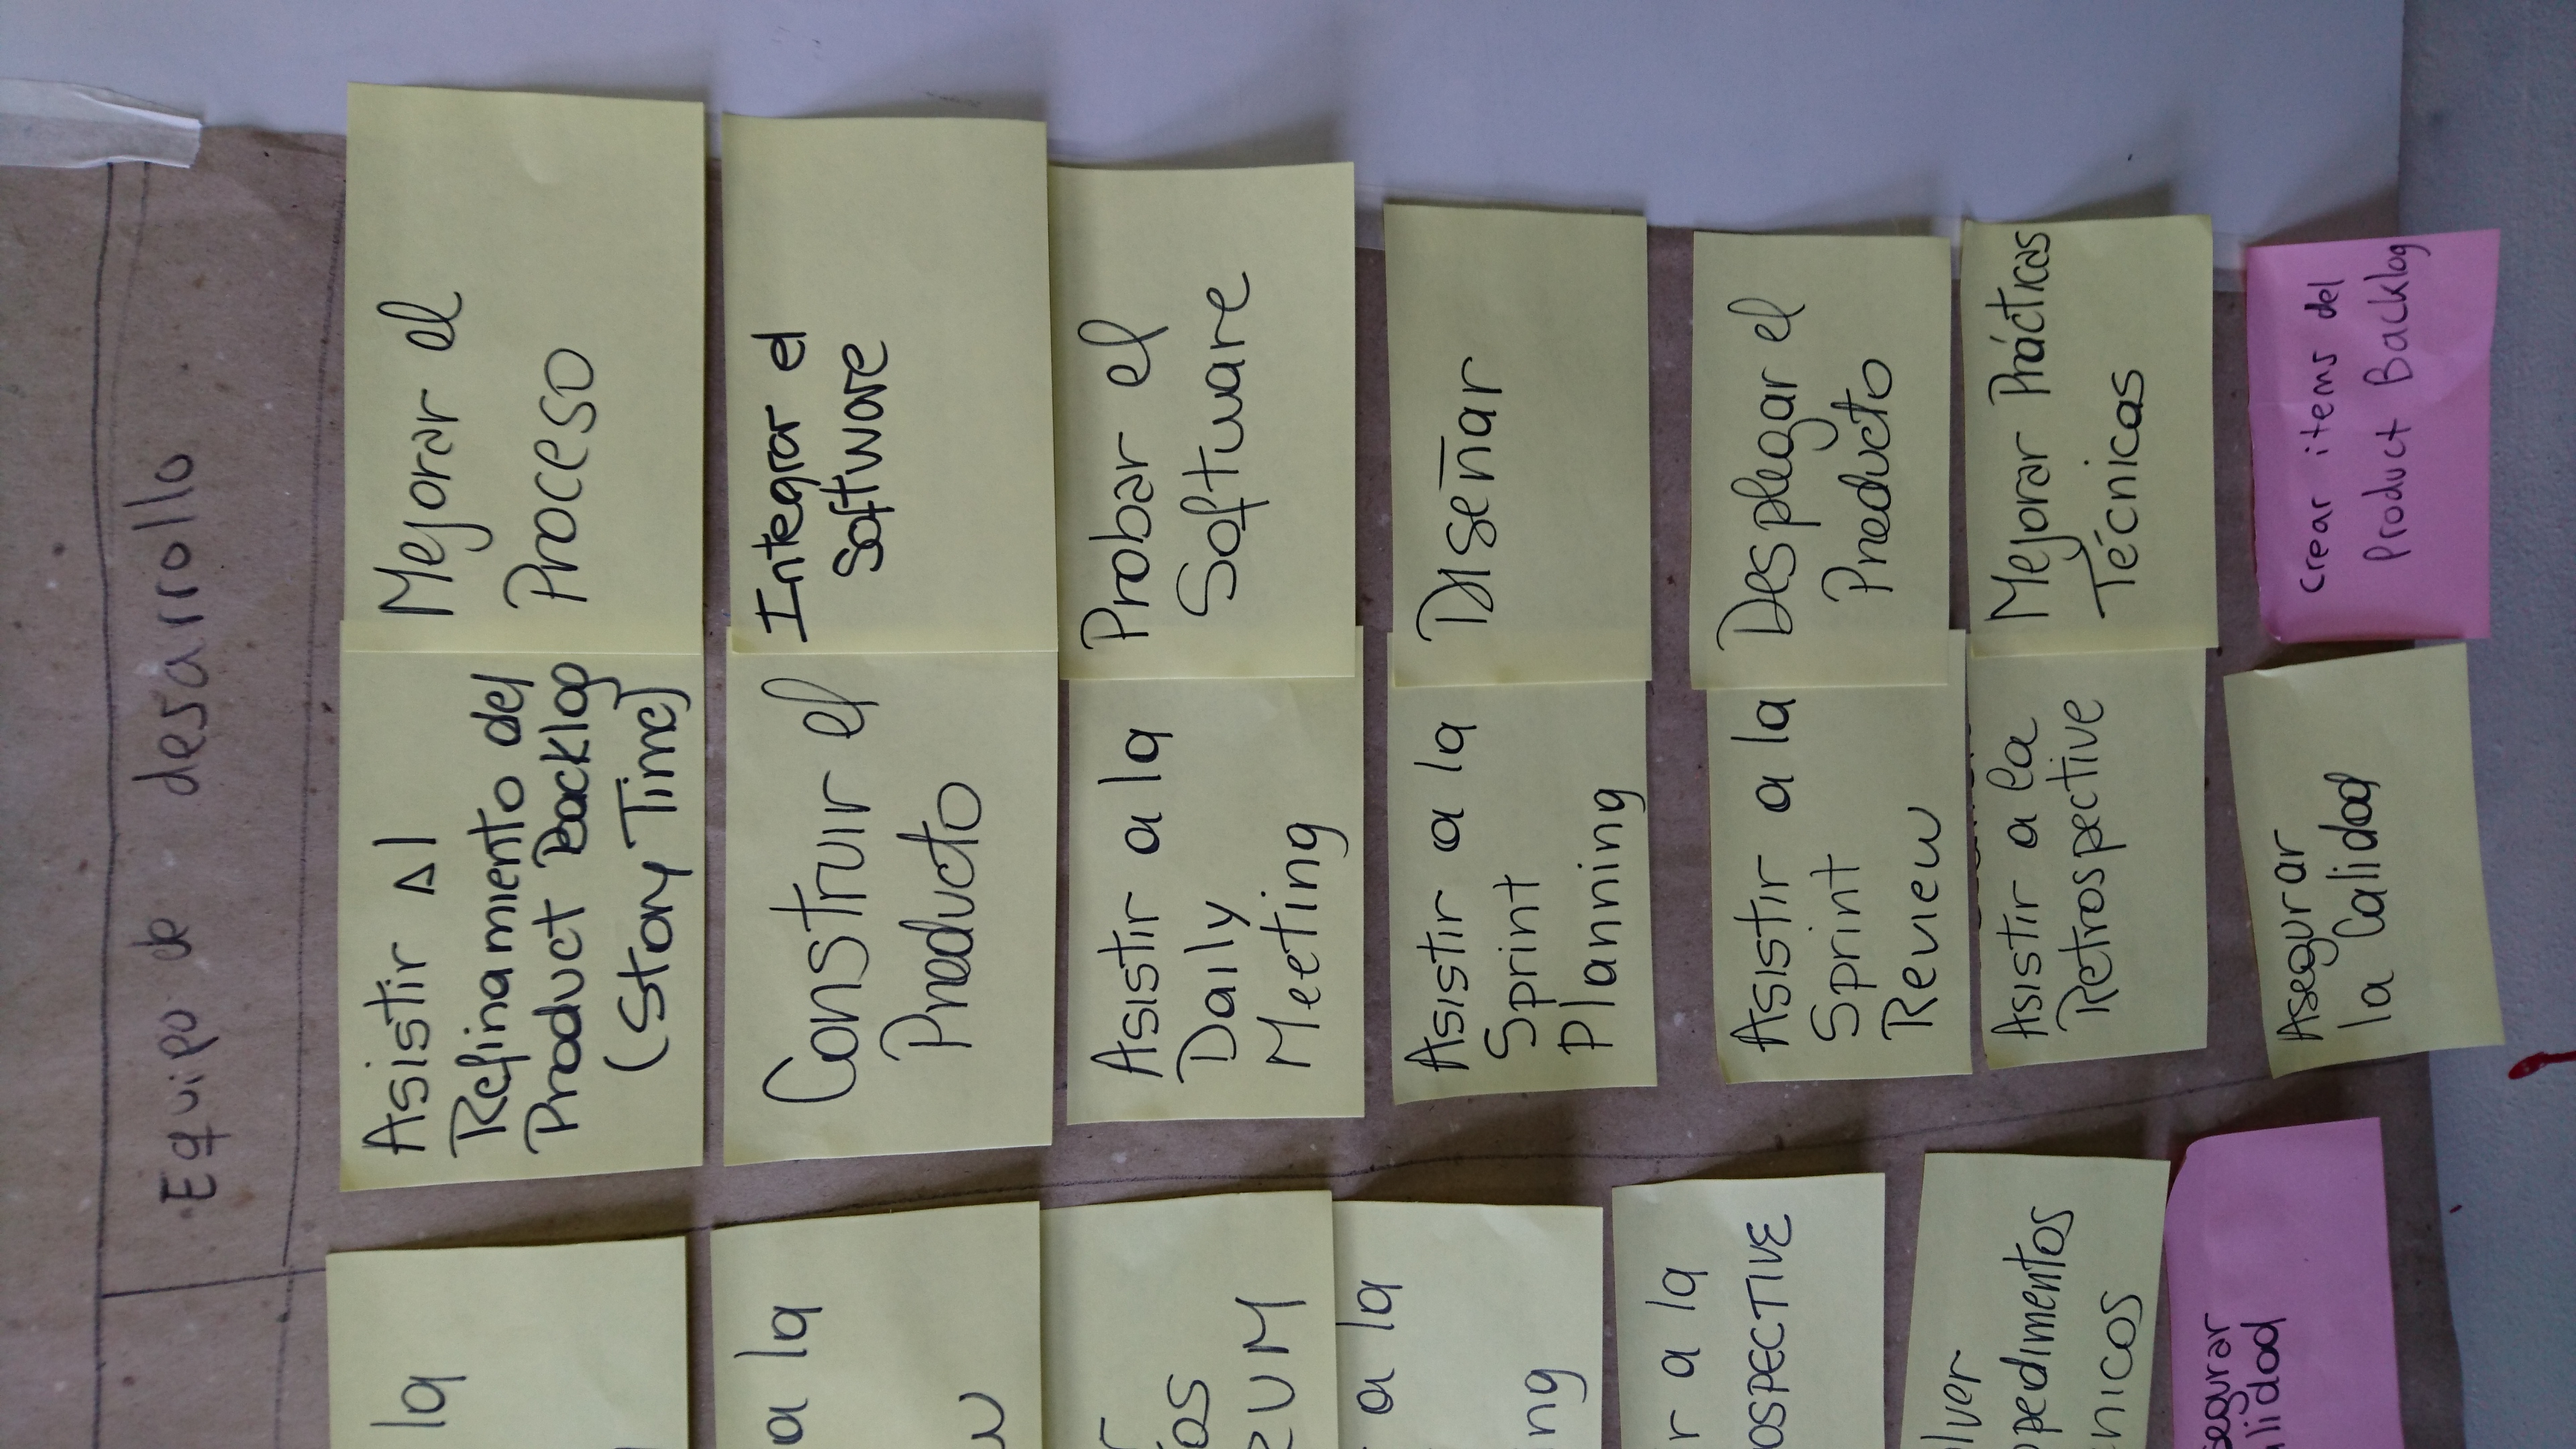 Equipo de desarrollo
la
a la
w
os
RUM
a la
ing
r a la
OSPECTIVE
lver
pedimentos
nicos
segurar
lidad
Asistir Al
Refinamiento del
Product Backlog
(Story Time)
Mejorar el
Proceso
Construir el
Producto
Integrar el
software
Asistir a la
Daily
Meeting
Probar el
Software
Asistir a la
Sprint
Planning
Diseñar
Asistir a la
Sprint
Review
Desplegar el
Producto
Asistir a la
Retrospective
Mejorar Prácticas
Técnicas
Asegurar
la Calidad
crear items del
Product Backlog